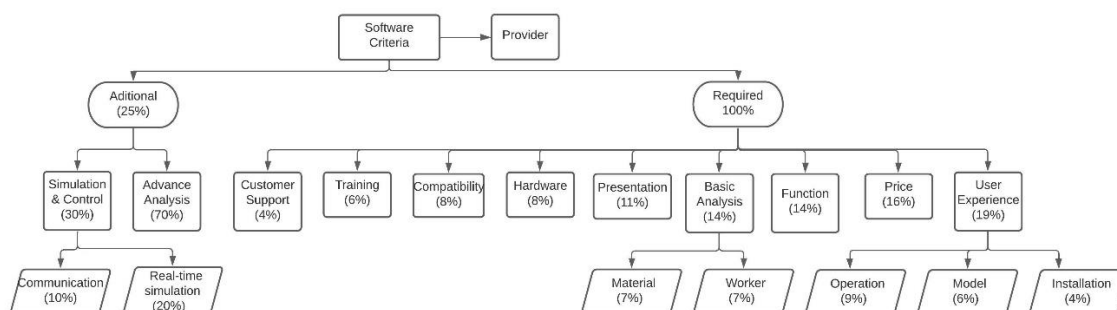 Software
Criteria
Provider
Aditional
(25%)
Required
100%
Simulation
& Control
(30%)
Advance
Analysis
(70%)
Customer
Support
(4%)
Training
(6%)
Compatibility
(8%)
Hardware
(8%)
Presentation
(11%)
Basic
Analysis
(14%)
Function
(14%)
Price
(16%)
User
Experience
(19%)
Communication
(10%)
Real-time
simulation
(20%)
Material
(7%)
Worker
(7%)
Operation
(9%)
Model
(6%)
Installation
(4%)